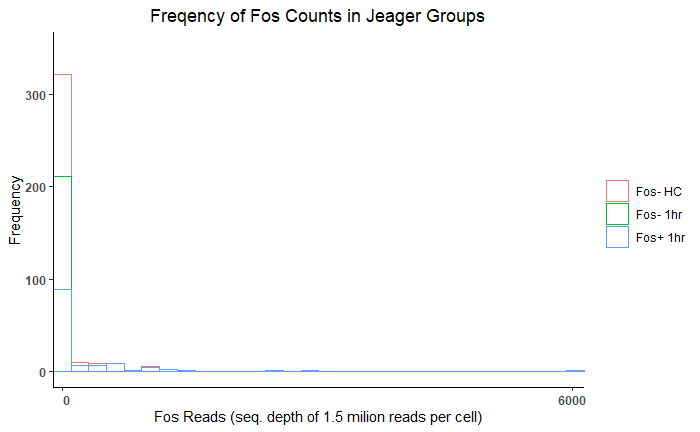 Freqency of Fos Counts in Jeager Groups
300
200
100
0
Frequency
0
6000
Fos Reads (seq. depth of 1.5 milion reads per cell)
Fos- HC
Fos- 1hr
Fos+ 1hr